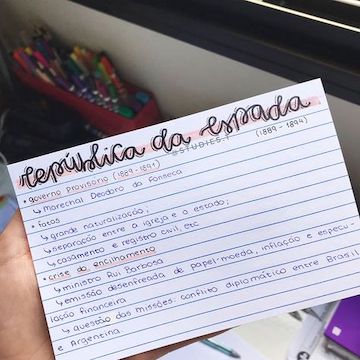 república da espada
(1889-1894)
@STUDIES.T
• governo provisório (1889-1891)
↳ Marechal Deodoro da Fonseca
• fatos
↳ grande naturalização;
↳ separação entre a igreja e o estado;
↳ casamento e registro civil, etc
• crise do encilhamento
↳ ministro Rui Barbosa
↳ emissão desenfreada de papel-moeda, inflação e especu-
lação financeira
↳ questão das missões: conflito diplomático entre Brasil
e Argentina.